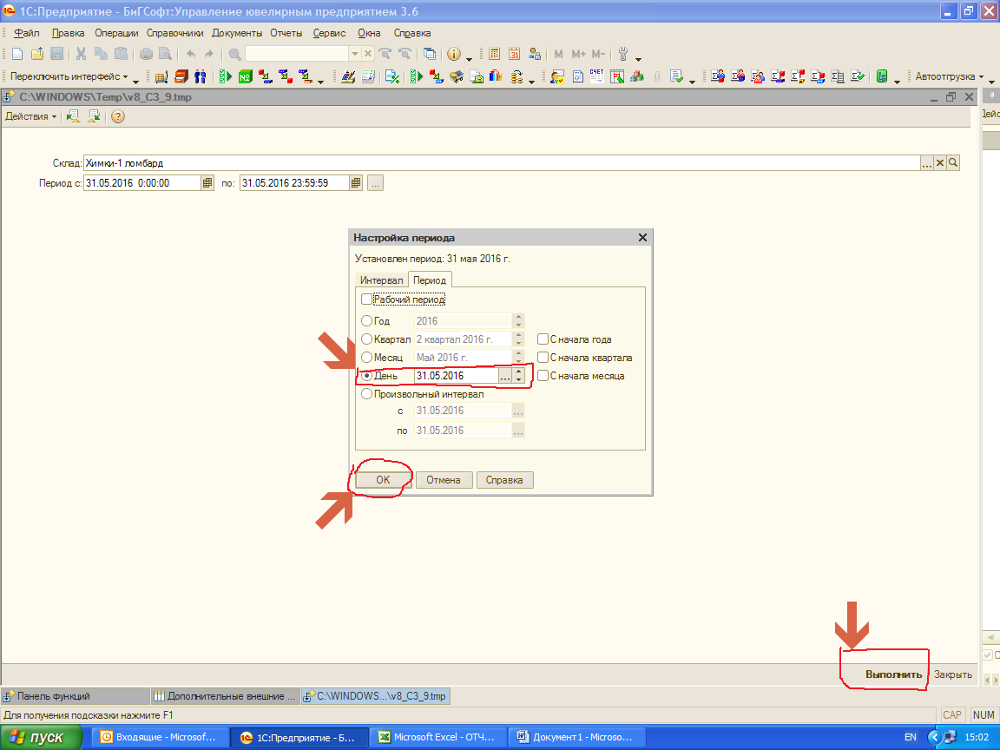 1С:Предприятие - БиГСофт:Управление ювелирным предприятием 3.6
Файл Правка Операции Справочники Документы Отчеты Сервис Окна Справка
M M+ M-
Переключить интерфейс Автоотгрузка
C:\WINDOWS\Temp\v8_C3_9.tmp
Действия
Склад: Химки-1 ломбард
Период с: 31.05.2016 0:00:00 по: 31.05.2016 23:59:59 ...
Настройка периода
Установлен период: 31 мая 2016 г.
Интервал Период
Рабочий период
Год 2016
Квартал 2 квартал 2016 г. С начала года
Месяц Май 2016 г. С начала квартала
День 31.05.2016 ... С начала месяца
Произвольный интервал
с 31.05.2016 ...
по 31.05.2016 ...
OK Отмена Справка
Выполнить Закрыть
Панель функций Дополнительные внешние ... C:\WINDOWS...\v8_C3_9.tmp
Для получения подсказки нажмите F1 CAP NUM
пуск Входящие - Microsof... 1С:Предприятие - Б... Microsoft Excel - ОТЧ... Документ1 - Microso... EN 15:02